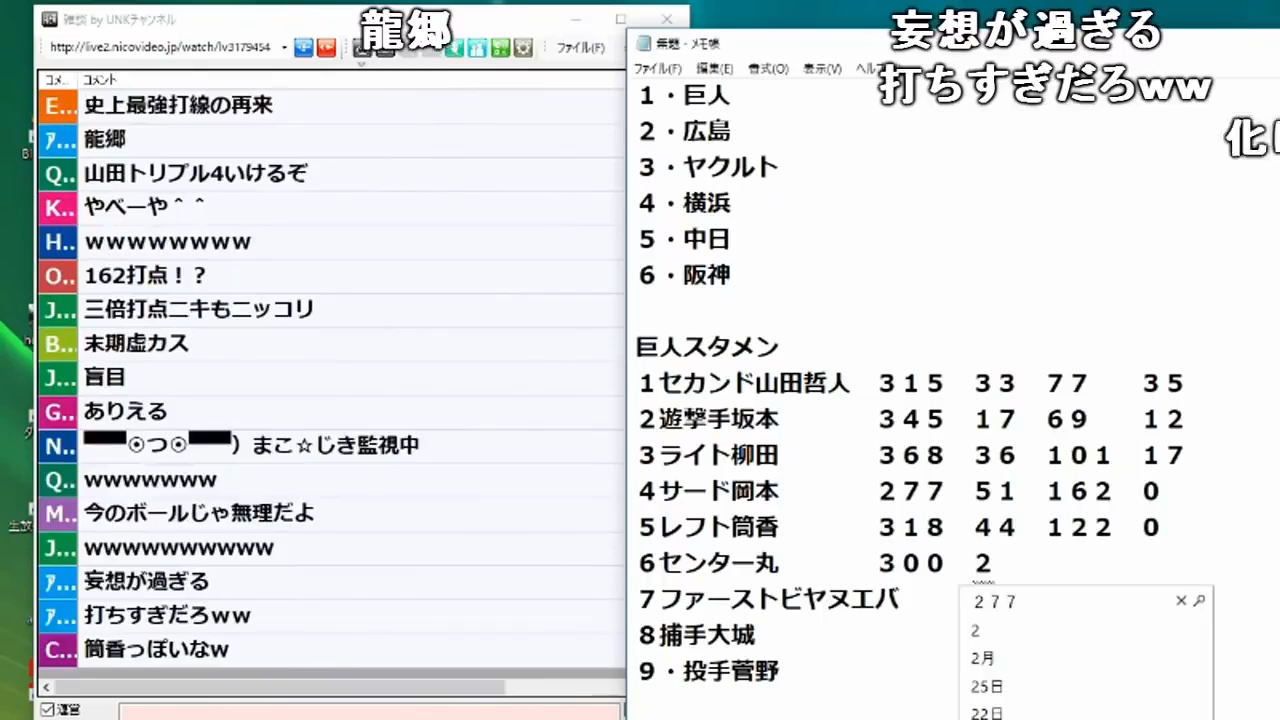 雑談 by UNKチャンネル
龍郷
妄想が過ぎる
打ちすぎだろww
http://live2.nicovideo.jp/watch/lv3179454
ファイル(F)
コメ..
コメント
E... 史上最強打線の再来
ア... 龍郷
Q.. 山田トリプル4いけるぞ
K.. やべーや＾＾
H.. ｗｗｗｗｗｗｗｗ
O.. 162打点！？
J... 三倍打点ニキもニッコリ
B... 末期虚カス
J... 盲目
G.. ありえる
N.. ▀▀▀⊙つ⊙▀▀▀）まこ☆じき監視中
Q.. wwwwwww
M.. 今のボールじゃ無理だよ
J... wwwwwwwwww
ア... 妄想が過ぎる
ア... 打ちすぎだろｗｗ
C... 筒香っぽいなw
運営
無題 - メモ帳
ファイル(F) 編集(E) 書式(O) 表示(V) ヘルプ
１・巨人
２・広島
３・ヤクルト
４・横浜
５・中日
６・阪神
巨人スタメン
１セカンド山田哲人 ３１５ ３３ ７７ ３５
２遊撃手坂本 ３４５ １７ ６９ １２
３ライト柳田 ３６８ ３６ １０１ １７
４サード岡本 ２７７ ５１ １６２ ０
５レフト筒香 ３１８ ４４ １２２ ０
６センター丸 ３００ ２
７ファーストビヤヌエバ
８捕手大城
９・投手菅野
２７７
2
2月
25日
22日